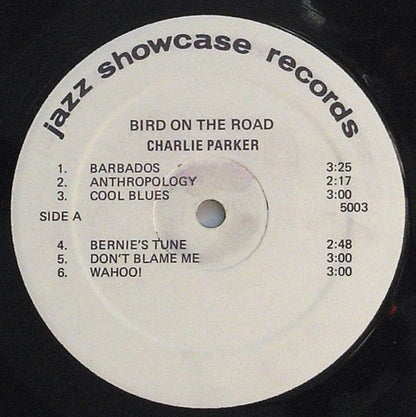 jazz showcase records
BIRD ON THE ROAD
CHARLIE PARKER
1. BARBADOS 3:25
2. ANTHROPOLOGY 2:17
3. COOL BLUES 3:00
SIDE A 5003
4. BERNIE'S TUNE 2:48
5. DON'T BLAME ME 3:00
6. WAHOO! 3:00